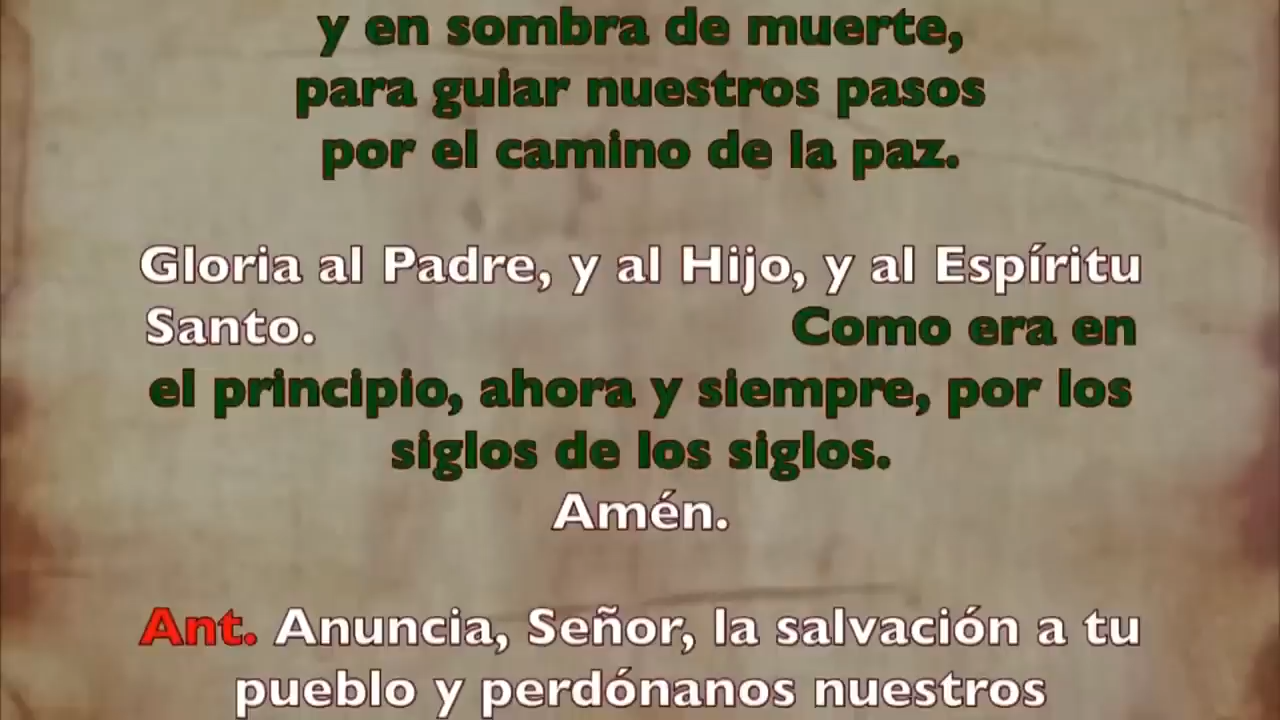 y en sombra de muerte,
para guiar nuestros pasos
por el camino de la paz.
Gloria al Padre, y al Hijo, y al Espíritu
Santo. Como era en
el principio, ahora y siempre, por los
siglos de los siglos.
Amén.
Ant. Anuncia, Señor, la salvación a tu
pueblo y perdónanos nuestros